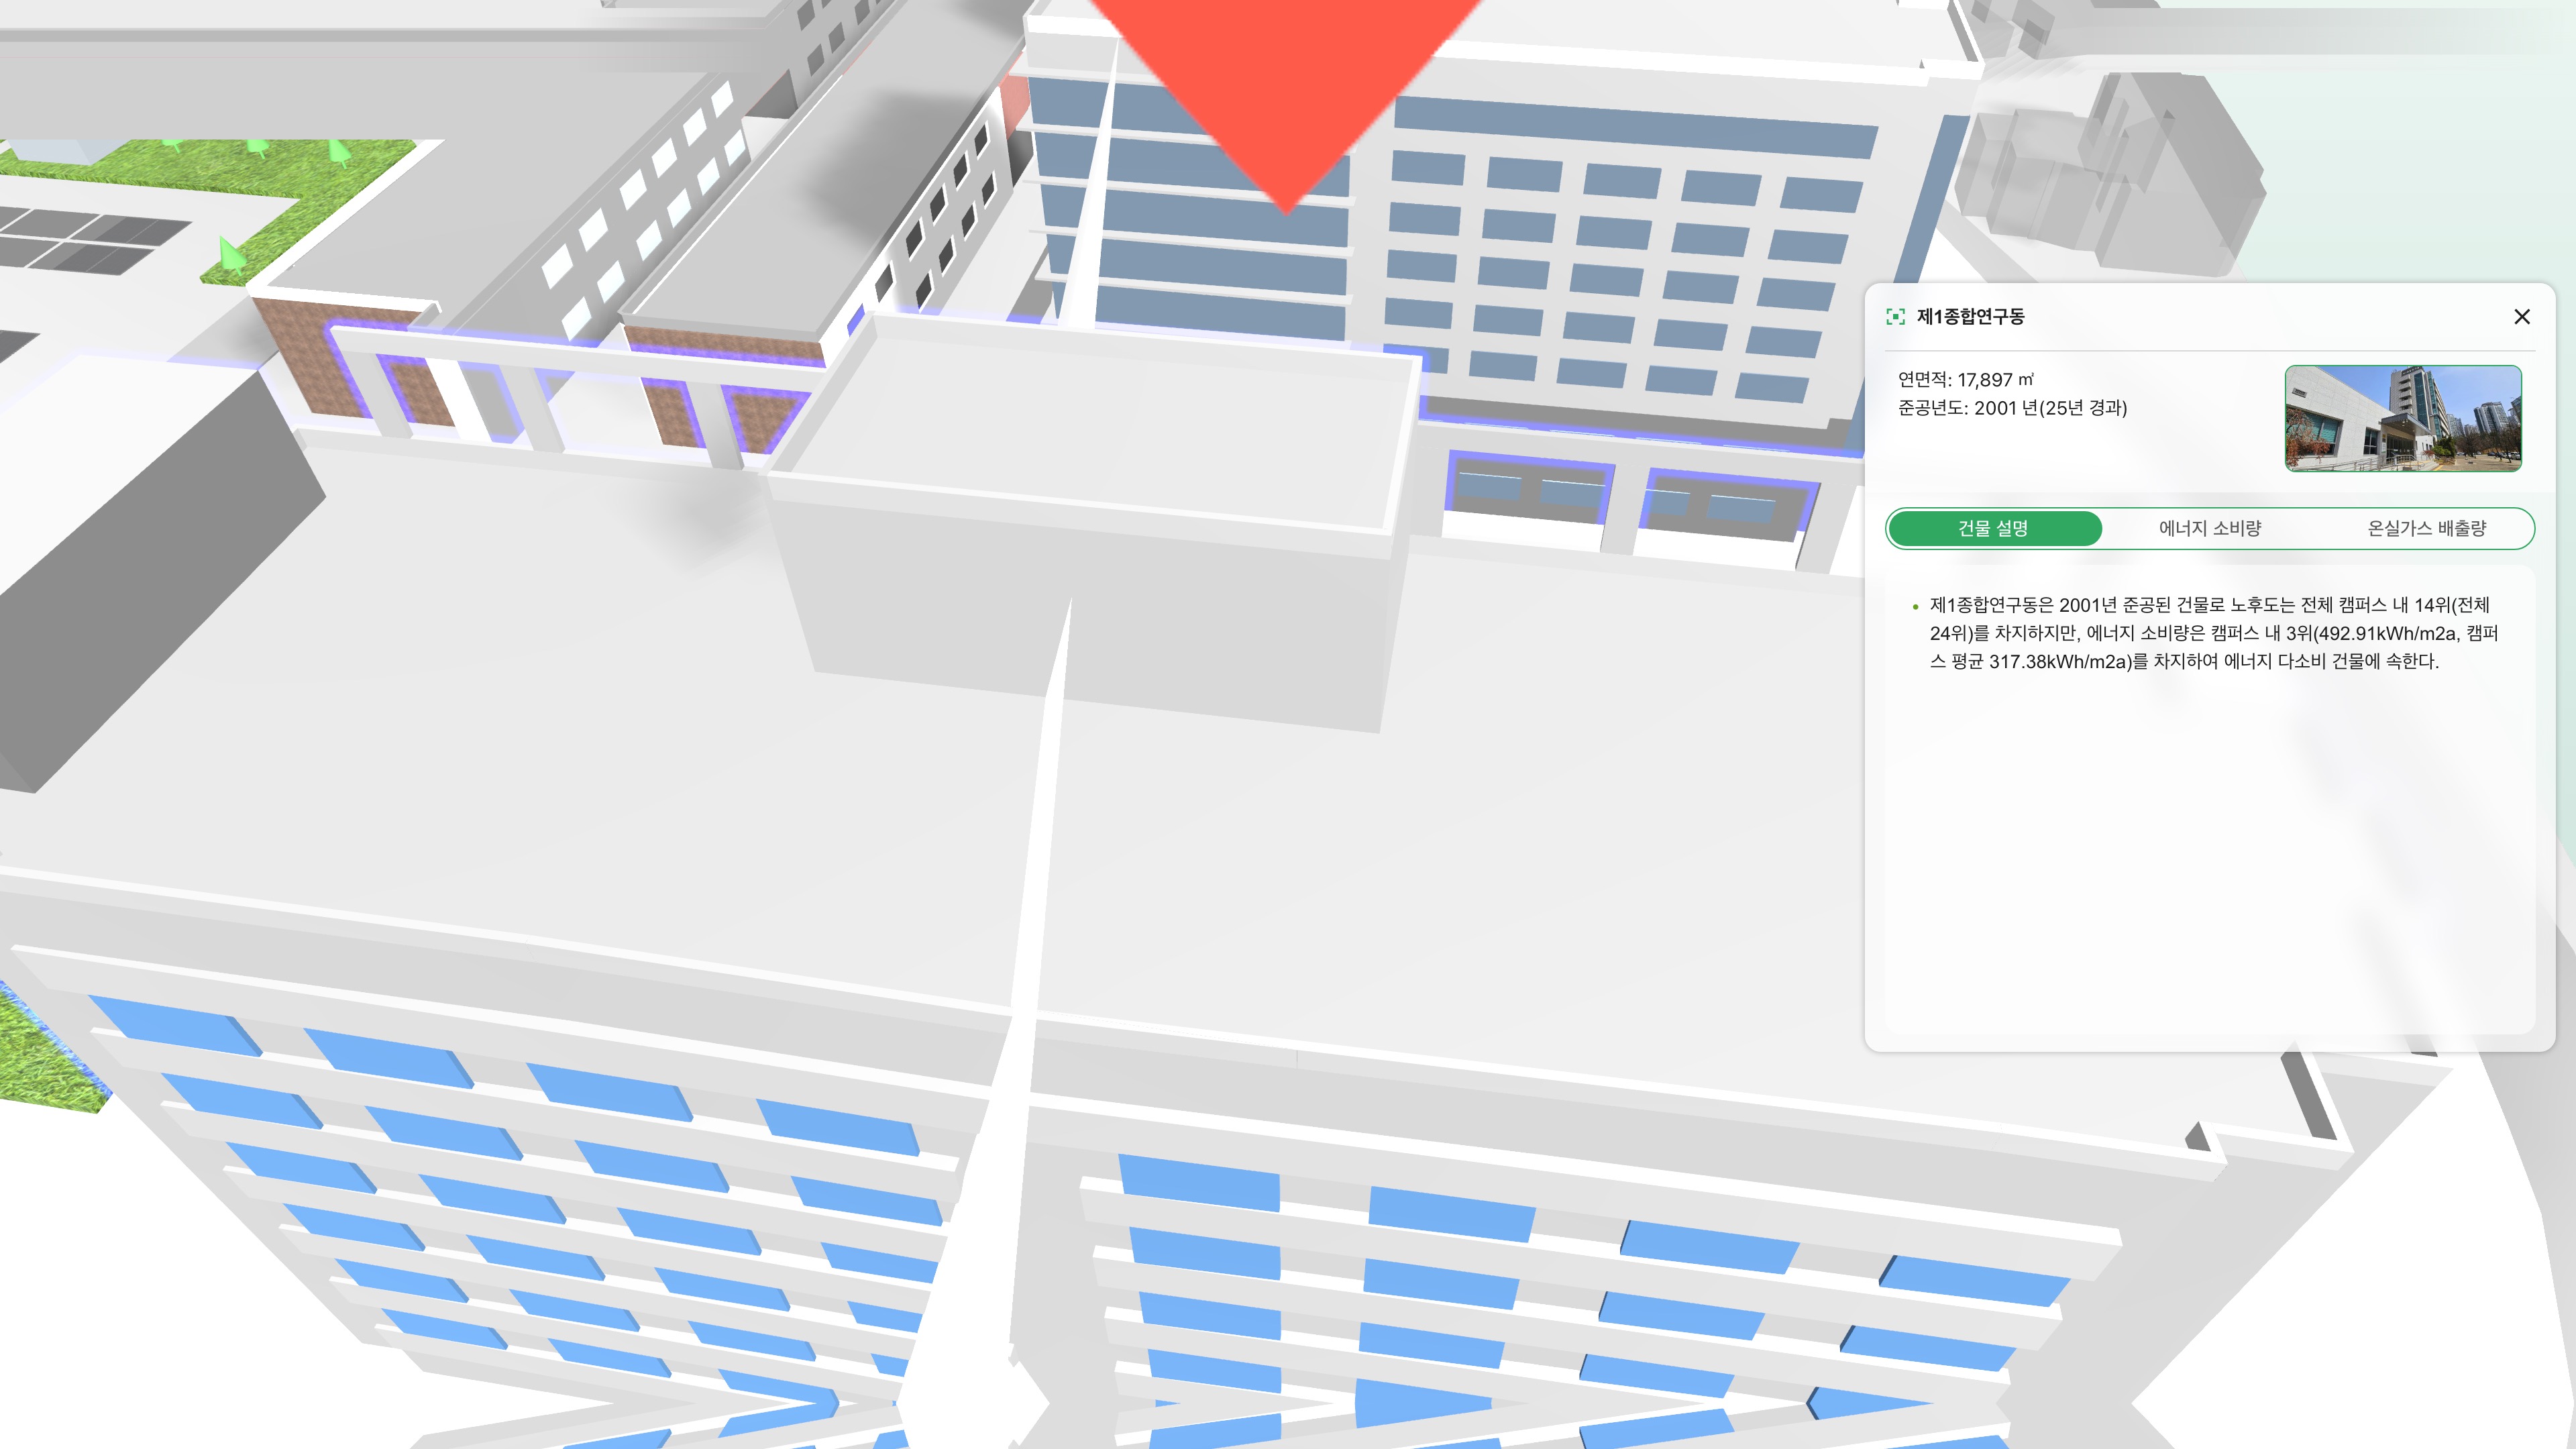 제1종합연구동
연면적: 17,897 ㎡
준공년도: 2001 년(25년 경과)
건물 설명
에너지 소비량
온실가스 배출량
제1종합연구동은 2001년 준공된 건물로 노후도는 전체 캠퍼스 내 14위(전체
24위)를 차지하지만, 에너지 소비량은 캠퍼스 내 3위(492.91kWh/m2a, 캠퍼
스 평균 317.38kWh/m2a)를 차지하여 에너지 다소비 건물에 속한다.